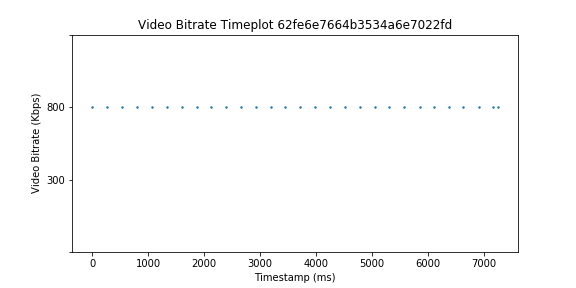 Video Bitrate Timeplot 62fe6e7664b3534a6e7022fd
Video Bitrate (Kbps)
800
300
0 1000 2000 3000 4000 5000 6000 7000
Timestamp (ms)